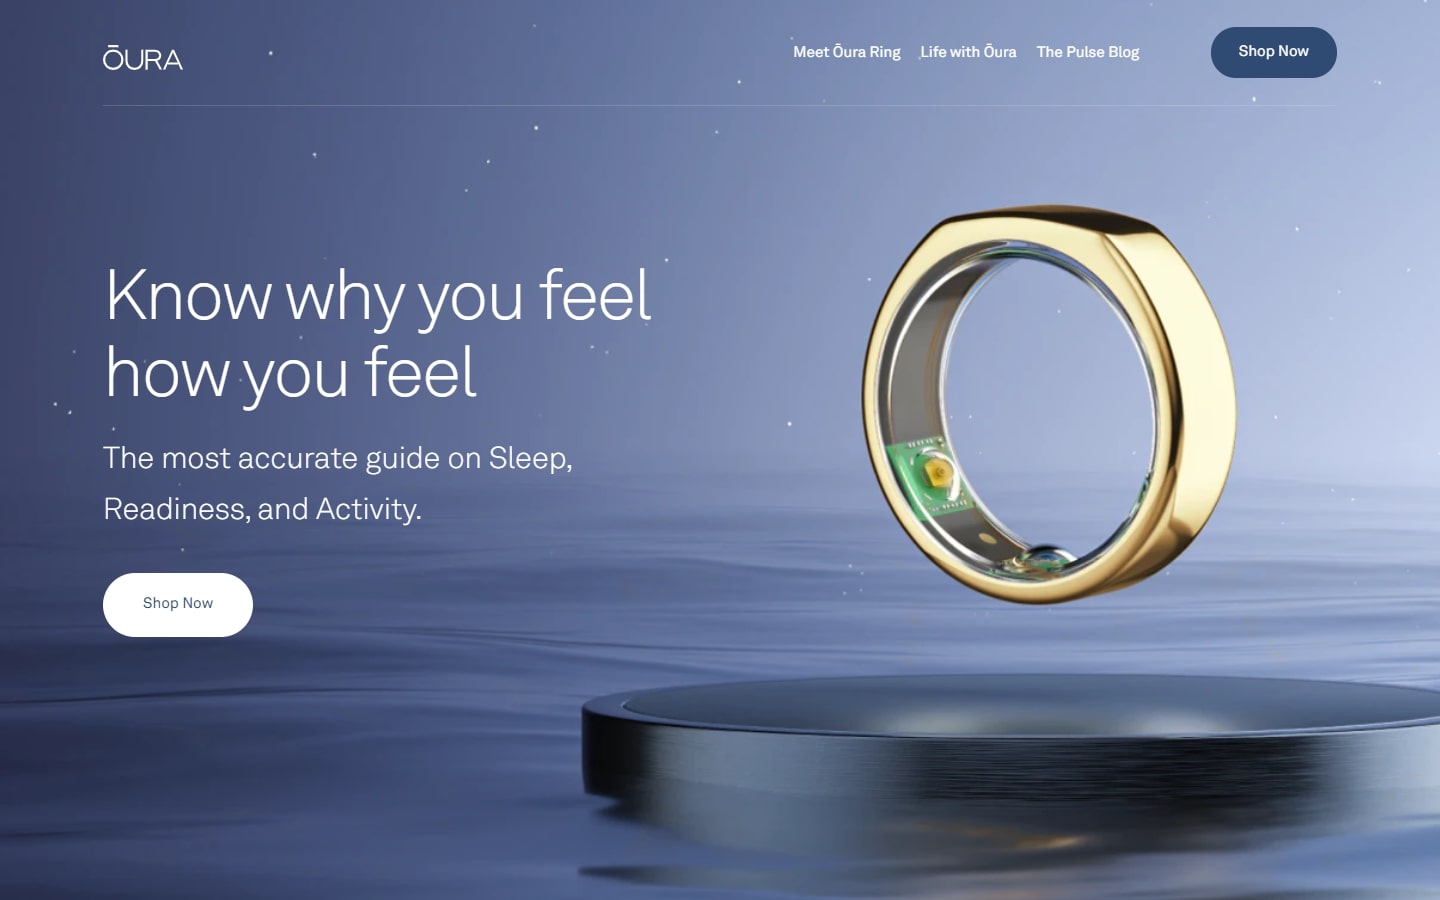 ŌURA
Meet Ōura Ring
Life with Ōura
The Pulse Blog
Shop Now
Know why you feel
how you feel
The most accurate guide on Sleep,
Readiness, and Activity.
Shop Now